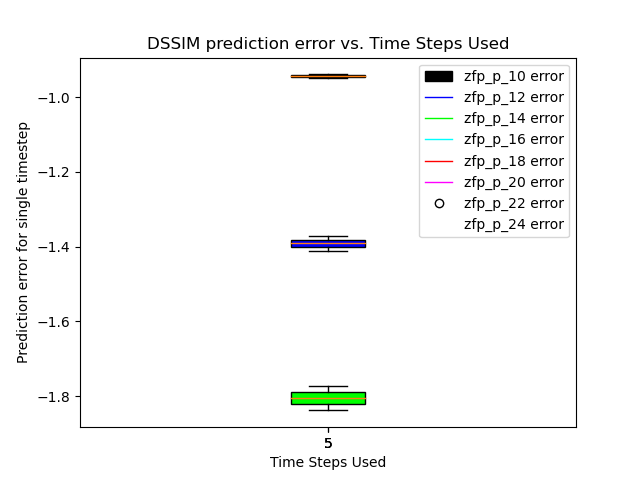 DSSIM prediction error vs. Time Steps Used
Prediction error for single timestep
−1.0
−1.2
−1.4
−1.6
−1.8
zfp_p_10 error
zfp_p_12 error
zfp_p_14 error
zfp_p_16 error
zfp_p_18 error
zfp_p_20 error
zfp_p_22 error
zfp_p_24 error
5
Time Steps Used